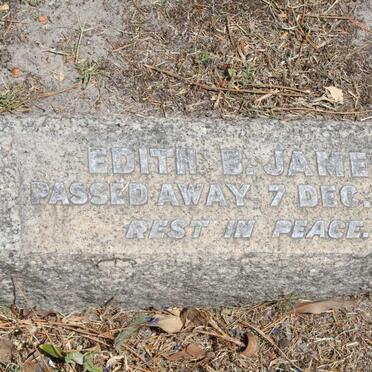 EDITH B. JAME
PASSED AWAY 7 DEC.
REST IN PEACE.